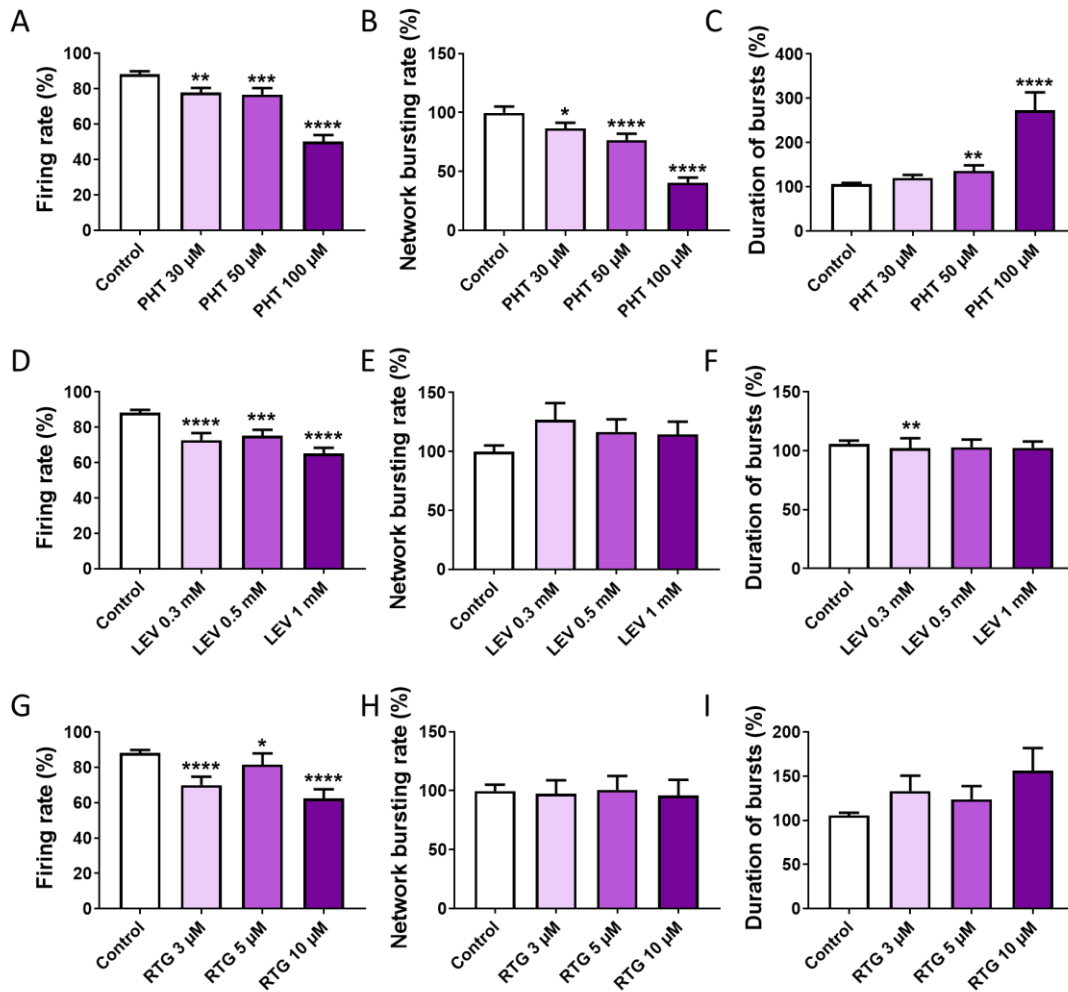 A
Firing rate (%)
100
80
60
40
20
0
**
***
****
Control
PHT 30 µM
PHT 50 µM
PHT 100 µM
B
Network bursting rate (%)
150
100
50
0
*
****
****
Control
PHT 30 µM
PHT 50 µM
PHT 100 µM
C
Duration of bursts (%)
400
300
200
100
0
**
****
Control
PHT 30 µM
PHT 50 µM
PHT 100 µM
D
Firing rate (%)
100
80
60
40
20
0
****
***
****
Control
LEV 0.3 mM
LEV 0.5 mM
LEV 1 mM
E
Network bursting rate (%)
150
100
50
0
Control
LEV 0.3 mM
LEV 0.5 mM
LEV 1 mM
F
Duration of bursts (%)
150
100
50
0
**
Control
LEV 0.3 mM
LEV 0.5 mM
LEV 1 mM
G
Firing rate (%)
100
80
60
40
20
0
****
*
****
Control
RTG 3 µM
RTG 5 µM
RTG 10 µM
H
Network bursting rate (%)
150
100
50
0
Control
RTG 3 µM
RTG 5 µM
RTG 10 µM
I
Duration of bursts (%)
200
150
100
50
0
Control
RTG 3 µM
RTG 5 µM
RTG 10 µM